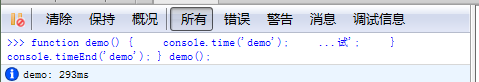 清除 保持 概况 所有 错误 警告 消息 调试信息
>>> function demo() { console.time('demo'); ...试'; }
console.timeEnd('demo'); } demo();
demo: 293ms